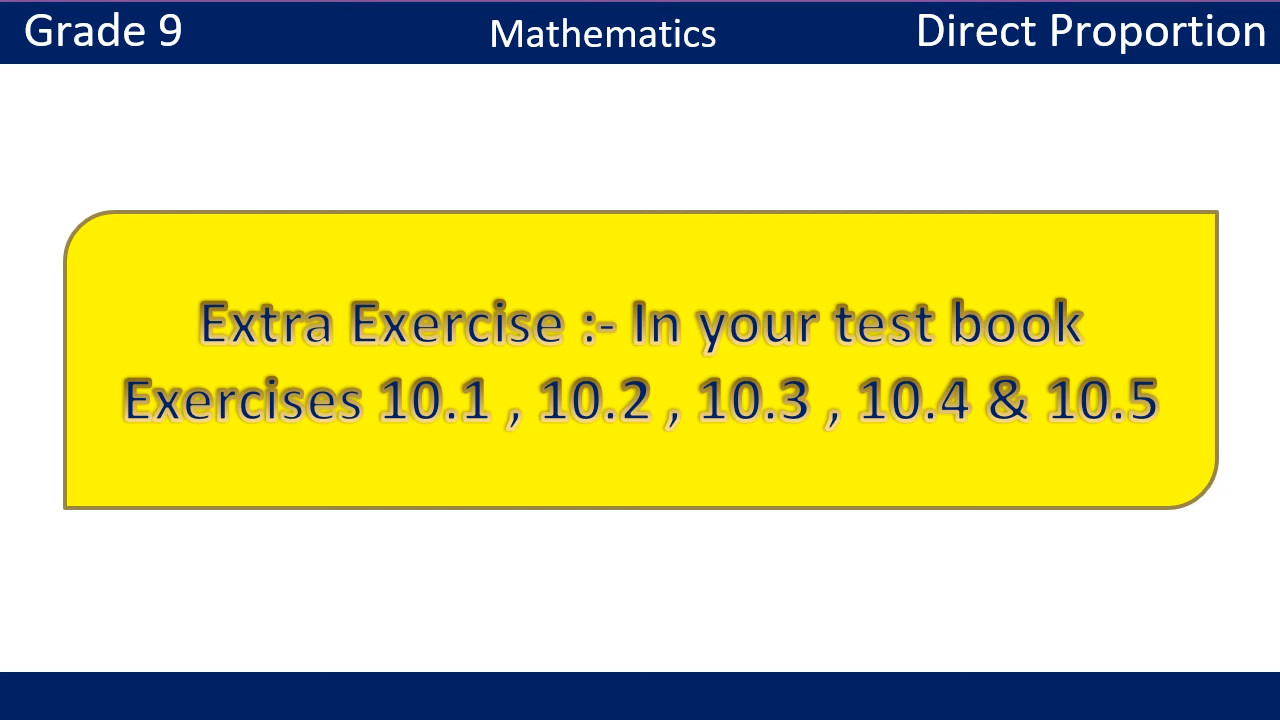 Grade 9
Mathematics
Direct Proportion
Extra Exercise :- In your test book
Exercises 10.1 , 10.2 , 10.3 , 10.4 & 10.5